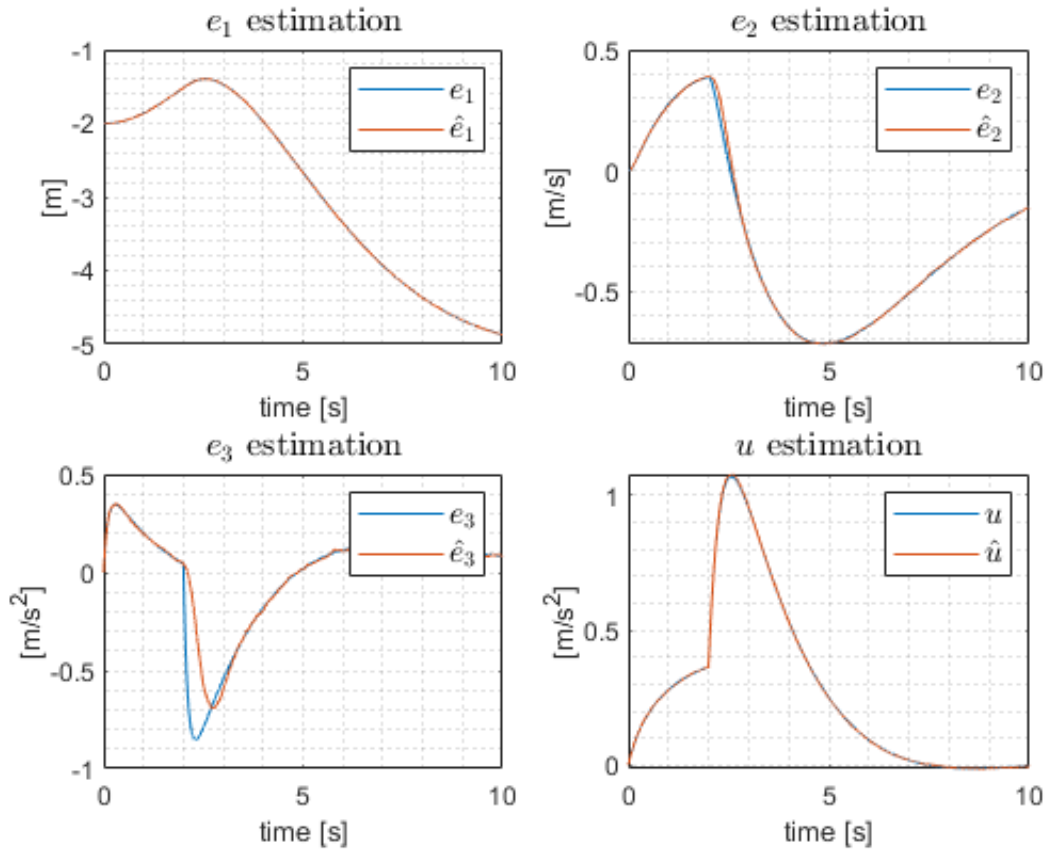 e₁ estimation
-1
-2
-3
-4
-5
[m]
0
5
10
time [s]
e₁
ê₁
e₂ estimation
0.5
0
-0.5
[m/s]
0
5
10
time [s]
e₂
ê₂
e₃ estimation
0.5
0
-0.5
-1
[m/s²]
0
5
10
time [s]
e₃
ê₃
u estimation
1
0.5
0
[m/s²]
0
5
10
time [s]
u
û